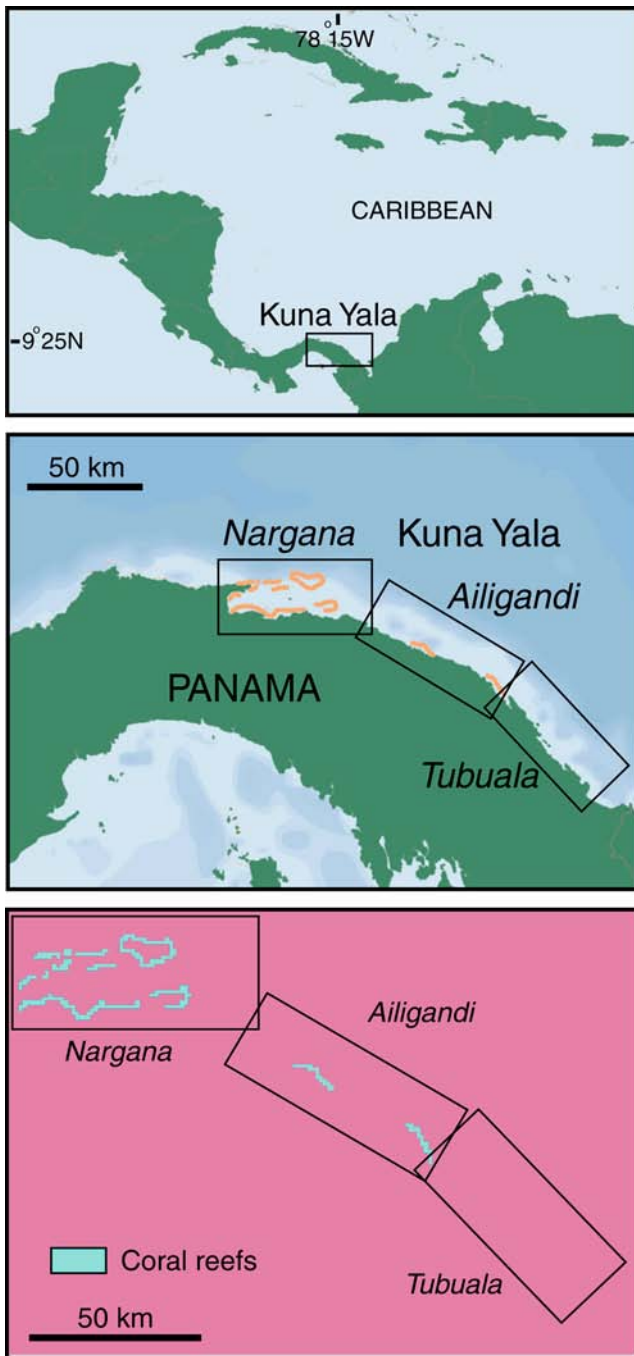 78°15W
CARIBBEAN
Kuna Yala
9°25N
50 km
Nargana
Kuna Yala
Ailigandi
PANAMA
Tubuala
Ailigandi
Nargana
Coral reefs
Tubuala
50 km